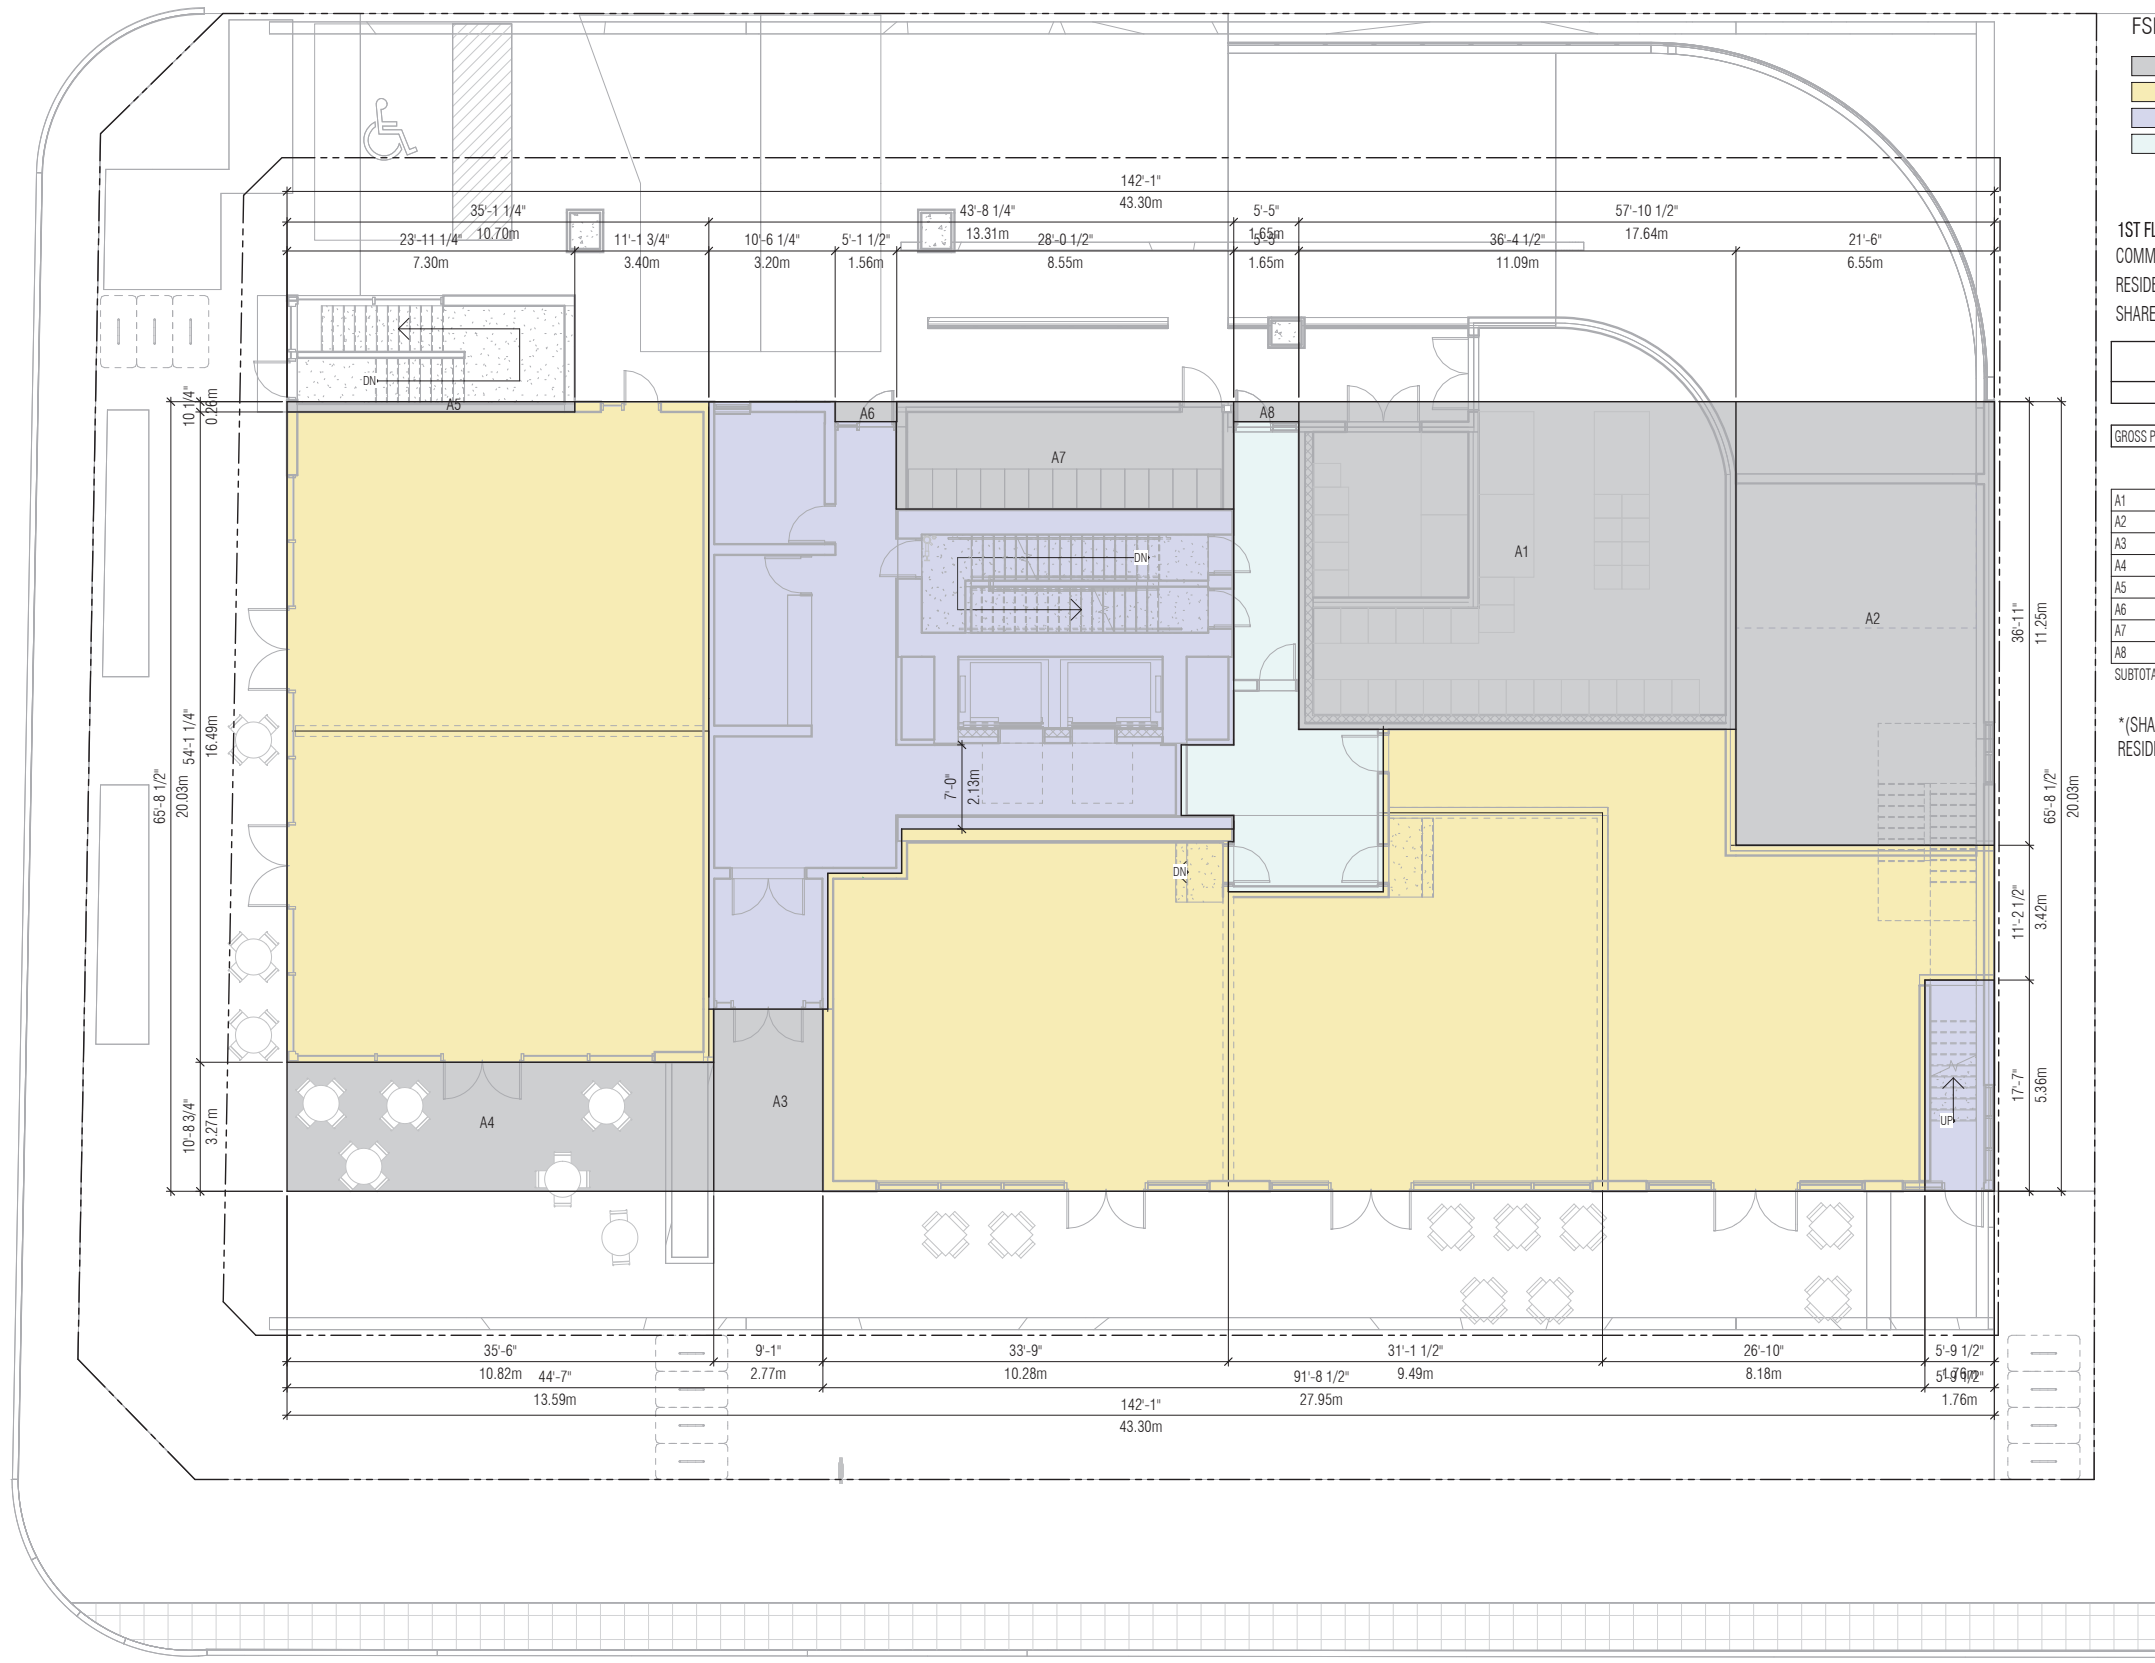 FS
142'-1"
43.30m
35'-1 1/4"
10.70m
43'-8 1/4"
13.31m
5'-5"
1.65m
57'-10 1/2"
17.64m
23'-11 1/4"
7.30m
11'-1 3/4"
3.40m
10'-6 1/4"
3.20m
5'-1 1/2"
1.56m
28'-0 1/2"
8.55m
5'-5"
1.65m
36'-4 1/2"
11.09m
21'-6"
6.55m
1ST FL
COMM
RESIDE
SHARE
GROSS P
A1
A2
A3
A4
A5
A6
A7
A8
SUBTOTA
*(SHA
RESID
DN
A5
A6
A7
A8
DN
A1
A2
DN
A3
A4
UP
10 1/4"
0.26m
54'-1 1/4"
16.49m
65'-8 1/2"
20.03m
10'-8 3/4"
3.27m
7'-0"
2.13m
36'-11"
11.25m
65'-8 1/2"
20.03m
11'-2 1/2"
3.42m
17'-7"
5.36m
35'-6"
10.82m
9'-1"
2.77m
33'-9"
10.28m
31'-1 1/2"
9.49m
26'-10"
8.18m
5'-9 1/2"
1.76m
44'-7"
13.59m
91'-8 1/2"
27.95m
5'-9 1/2"
1.76m
142'-1"
43.30m